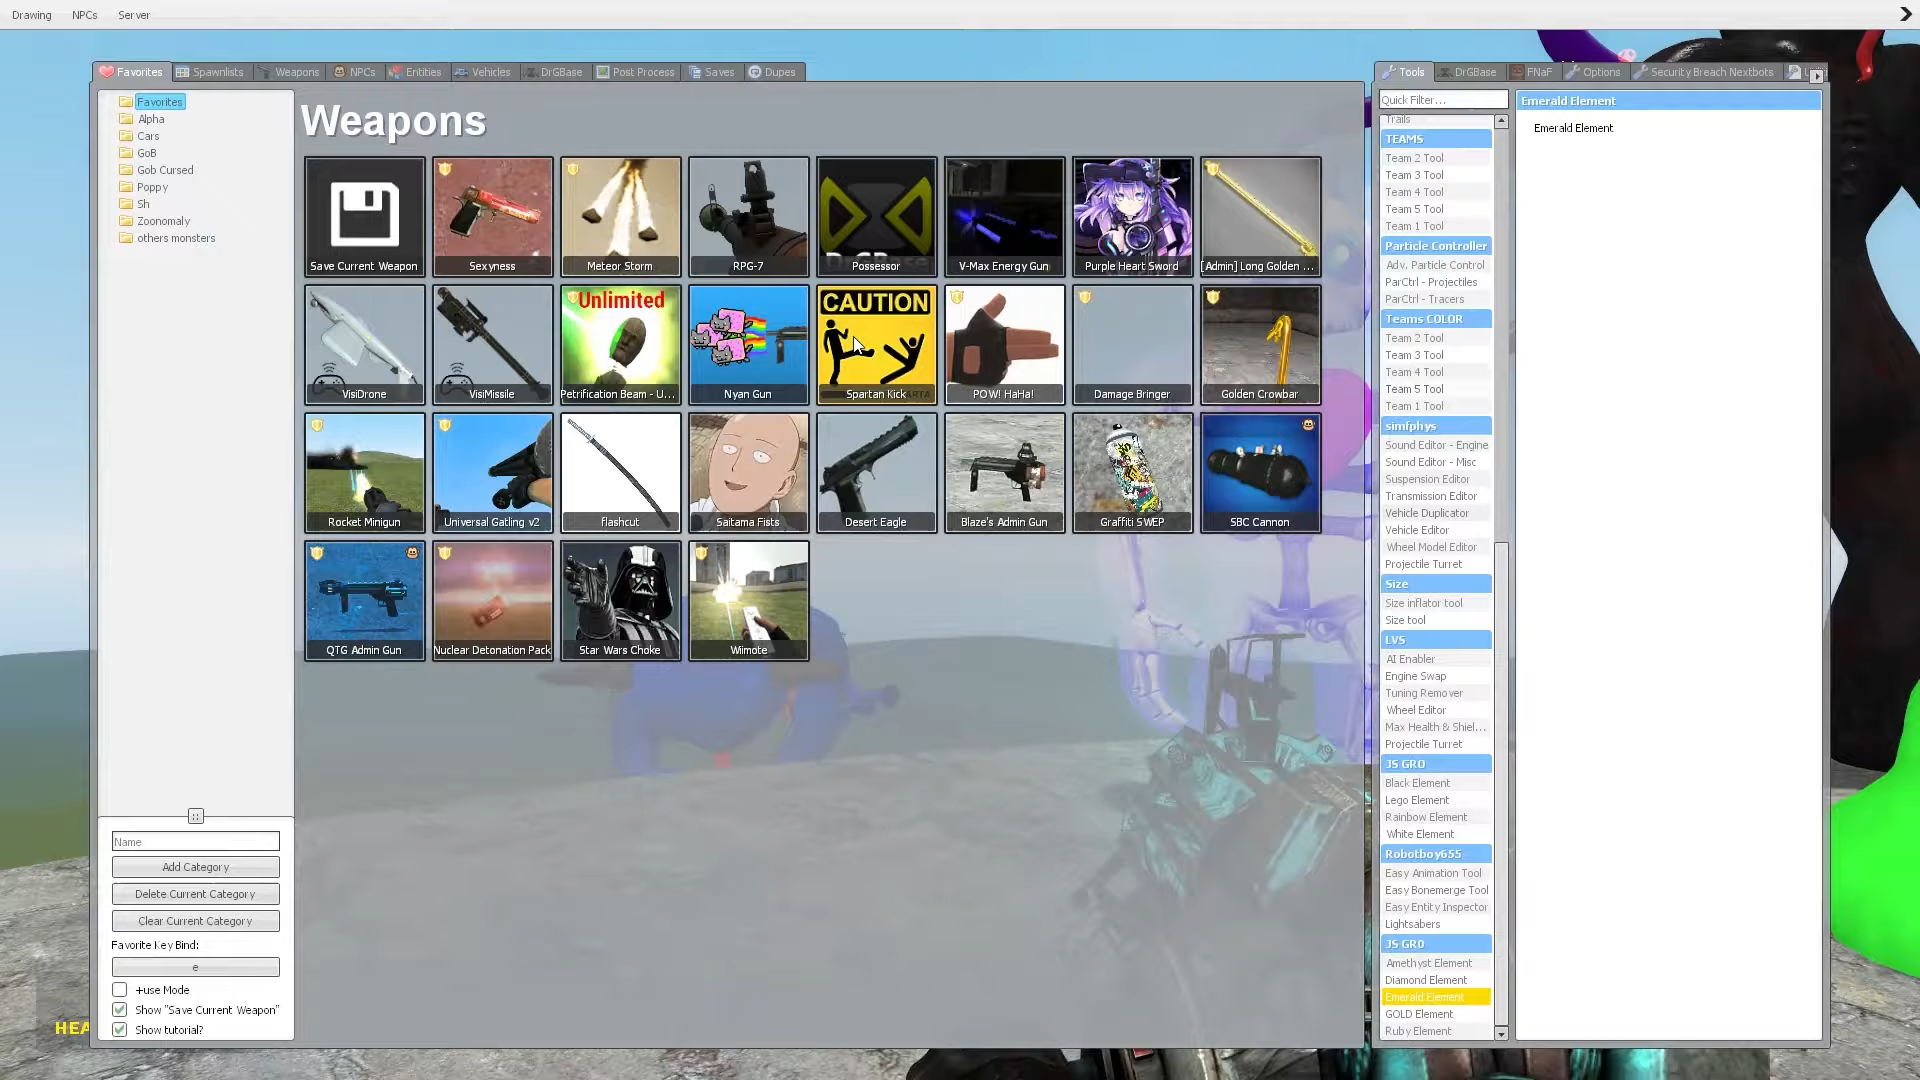 Drawing NPCs Server
Favorites Spawnlists Weapons NPCs Entities Vehicles DrGBase Post Process Saves Dupes
Favorites
Alpha
Cars
GoB
Gob Cursed
Poppy
Sh
Zoonomaly
others monsters
Name
Add Category
Delete Current Category
Clear Current Category
Favorite Key Bind:
e
+use Mode
Show "Save Current Weapon"
Show tutorial?
HEA
Weapons
Save Current Weapon
Sexyness
Meteor Storm
RPG-7
Possessor
V-Max Energy Gun
Purple Heart Sword
[Admin] Long Golden ...
VisiDrone
VisiMissile
Unlimited
Petrification Beam - U...
Nyan Gun
CAUTION
Spartan Kick
POW! HaHa!
Damage Bringer
Golden Crowbar
Rocket Minigun
Universal Gatling v2
flashcut
Saitama Fists
Desert Eagle
Blaze's Admin Gun
Graffiti SWEP
SBC Cannon
QTG Admin Gun
Nuclear Detonation Pack
Star Wars Choke
Wiimote
Tools DrGBase FNaF Options Security Breach Nextbots
Quick Filter...
Trails
TEAMS
Team 2 Tool
Team 3 Tool
Team 4 Tool
Team 5 Tool
Team 1 Tool
Particle Controller
Adv. Particle Control
ParCtrl - Projectiles
ParCtrl - Tracers
Teams COLOR
Team 2 Tool
Team 3 Tool
Team 4 Tool
Team 5 Tool
Team 1 Tool
simfphys
Sound Editor - Engine
Sound Editor - Misc
Suspension Editor
Transmission Editor
Vehicle Duplicator
Vehicle Editor
Wheel Model Editor
Projectile Turret
Size
Size inflator tool
Size tool
LVS
AI Enabler
Engine Swap
Tuning Remover
Wheel Editor
Max Health & Shiel...
Projectile Turret
JS GRO
Black Element
Lego Element
Rainbow Element
White Element
Robotboy655
Easy Animation Tool
Easy Bonemerge Tool
Easy Entity Inspector
Lightsabers
JS GR0
Amethyst Element
Diamond Element
Emerald Element
GOLD Element
Ruby Element
Emerald Element
Emerald Element